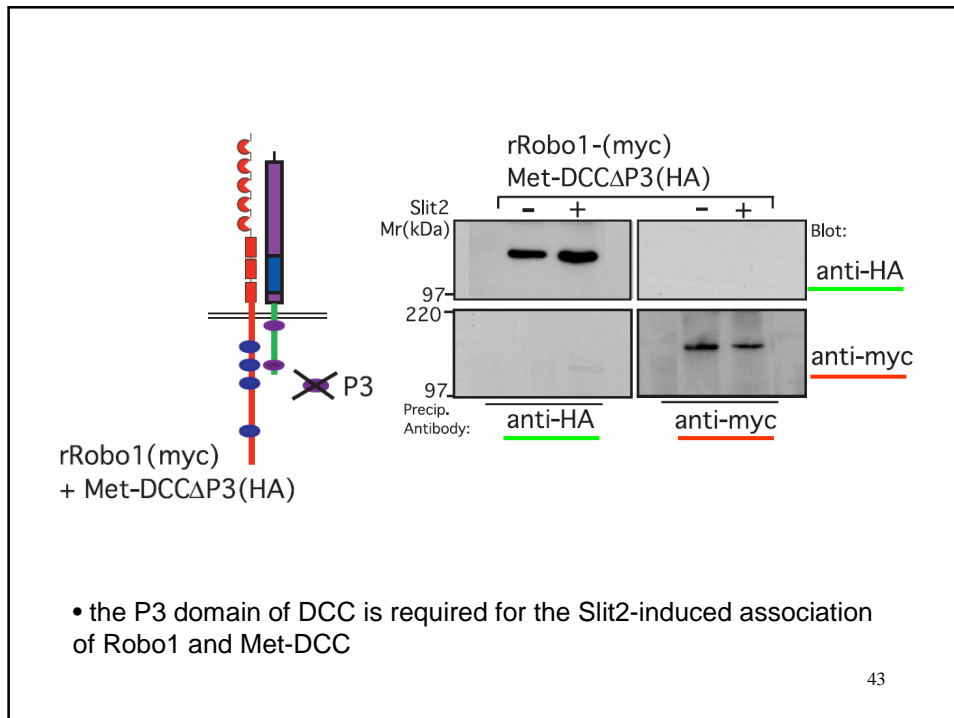 rRobo1-(myc)
Met-DCCΔP3(HA)
Slit2 - + - +
Mr(kDa)
Blot:
anti-HA
97
220
anti-myc
97
Precip.
Antibody: anti-HA anti-myc
P3
rRobo1(myc)
+ Met-DCCΔP3(HA)
• the P3 domain of DCC is required for the Slit2-induced association
of Robo1 and Met-DCC
43